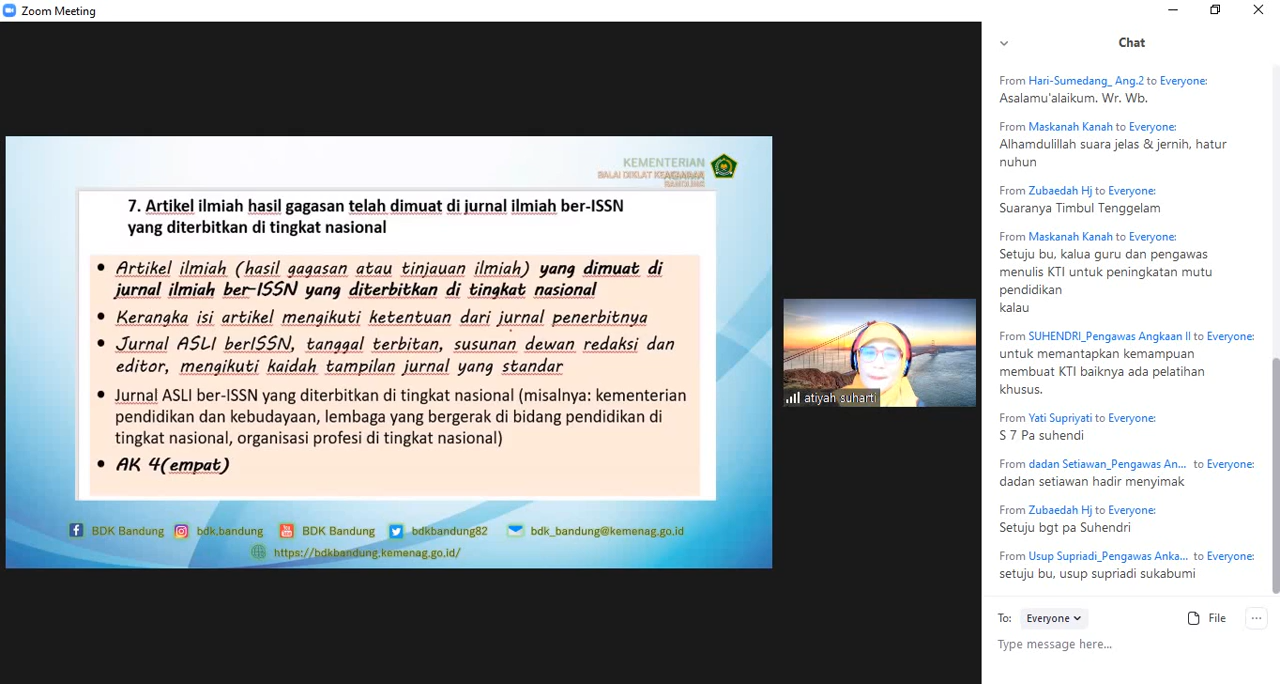 Zoom Meeting
KEMENTERIAN
BALAI DIKLAT KEAGAMAAN
7. Artikel ilmiah hasil gagasan telah dimuat di jurnal ilmiah ber-ISSN
yang diterbitkan di tingkat nasional
• Artikel ilmiah (hasil gagasan atau tinjauan ilmiah) yang dimuat di
jurnal ilmiah ber-ISSN yang diterbitkan di tingkat nasional
• Kerangka isi artikel mengikuti ketentuan dari jurnal penerbitnya
• Jurnal ASLI berISSN, tanggal terbitan, susunan dewan redaksi dan
editor, mengikuti kaidah tampilan jurnal yang standar
• Jurnal ASLI ber-ISSN yang diterbitkan di tingkat nasional (misalnya: kementerian
pendidikan dan kebudayaan, lembaga yang bergerak di bidang pendidikan di
tingkat nasional, organisasi profesi di tingkat nasional)
• AK 4(empat)
BDK Bandung bdk.bandung BDK Bandung bdkbandung82 bdk_bandung@kemenag.go.id
https://bdkbandung.kemenag.go.id/
atiyah suharti
Chat
From Hari-Sumedang_ Ang.2 to Everyone:
Asalamu'alaikum. Wr. Wb.
From Maskanah Kanah to Everyone:
Alhamdulillah suara jelas & jernih, hatur
nuhun
From Zubaedah Hj to Everyone:
Suaranya Timbul Tenggelam
From Maskanah Kanah to Everyone:
Setuju bu, kalua guru dan pengawas
menulis KTI untuk peningkatan mutu
pendidikan
kalau
From SUHENDRI_Pengawas Angkaan II to Everyone:
untuk memantapkan kemampuan
membuat KTI baiknya ada pelatihan
khusus.
From Yati Supriyati to Everyone:
S 7 Pa suhendi
From dadan Setiawan_Pengawas An... to Everyone:
dadan setiawan hadir menyimak
From Zubaedah Hj to Everyone:
Setuju bgt pa Suhendri
From Usup Supriadi_Pengawas Anka... to Everyone:
setuju bu, usup supriadi sukabumi
To: Everyone File ...
Type message here...